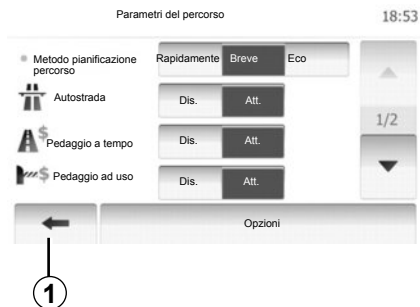 Parametri del percorso 18:53
Metodo pianificazione percorso Rapidamente Breve Eco
Autostrada Dis. Att.
1/2
$ Pedaggio a tempo Dis. Att.
$ Pedaggio ad uso Dis. Att.
Opzioni
1